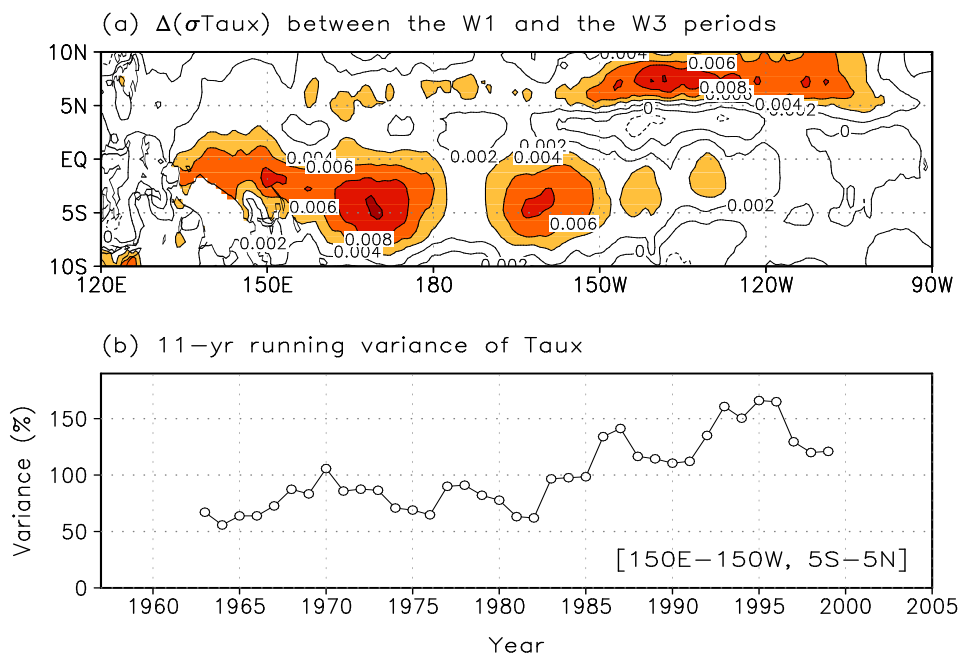 (a) Δ(σTaux) between the W1 and the W3 periods
10N
0.004
0.006
0.008
0.006
5N
0.004
0.002
0
0
0.002
EQ
0.004
0.006
0.002
0.004
0.006
0.002
5S
0.006
0
0.002
0.008
0.004
0
0.002
10S
120E 150E 180 150W 120W 90W
(b) 11-yr running variance of Taux
Variance (%)
150
100
50
0
[150E-150W, 5S-5N]
1960 1965 1970 1975 1980 1985 1990 1995 2000 2005
Year